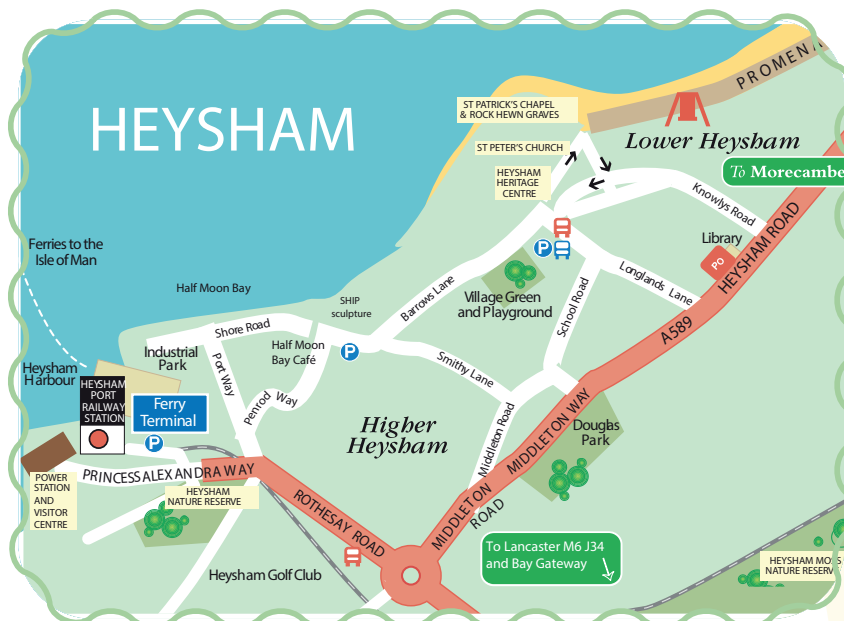 HEYSHAM
PROMENA
ST PATRICK'S CHAPEL
& ROCK HEWN GRAVES
Lower Heysham
ST PETER'S CHURCH
To Morecambe
HEYSHAM
HERITAGE
CENTRE
Knowlys Road
Library
PO
HEYSHAM ROAD
Ferries to the
Isle of Man
P
Longlands Lane
Half Moon Bay
SHIP
sculpture
Barrows Lane
Village Green
and Playground
School Road
A589
Shore Road
Half Moon
Bay Café
P
Industrial
Park
Port Way
Smithy Lane
Heysham
Harbour
HEYSHAM
PORT
RAILWAY
STATION
Ferry
Terminal
P
Penrod Way
Higher
Heysham
Middleton Road
MIDDLETON WAY
Douglas
Park
PRINCESS ALEXANDRA WAY
POWER
STATION
AND
VISITOR
CENTRE
HEYSHAM
NATURE RESERVE
ROTHESAY ROAD
MIDDLETON
ROAD
To Lancaster M6 J34
and Bay Gateway
Heysham Golf Club
HEYSHAM MOSS
NATURE RESERV